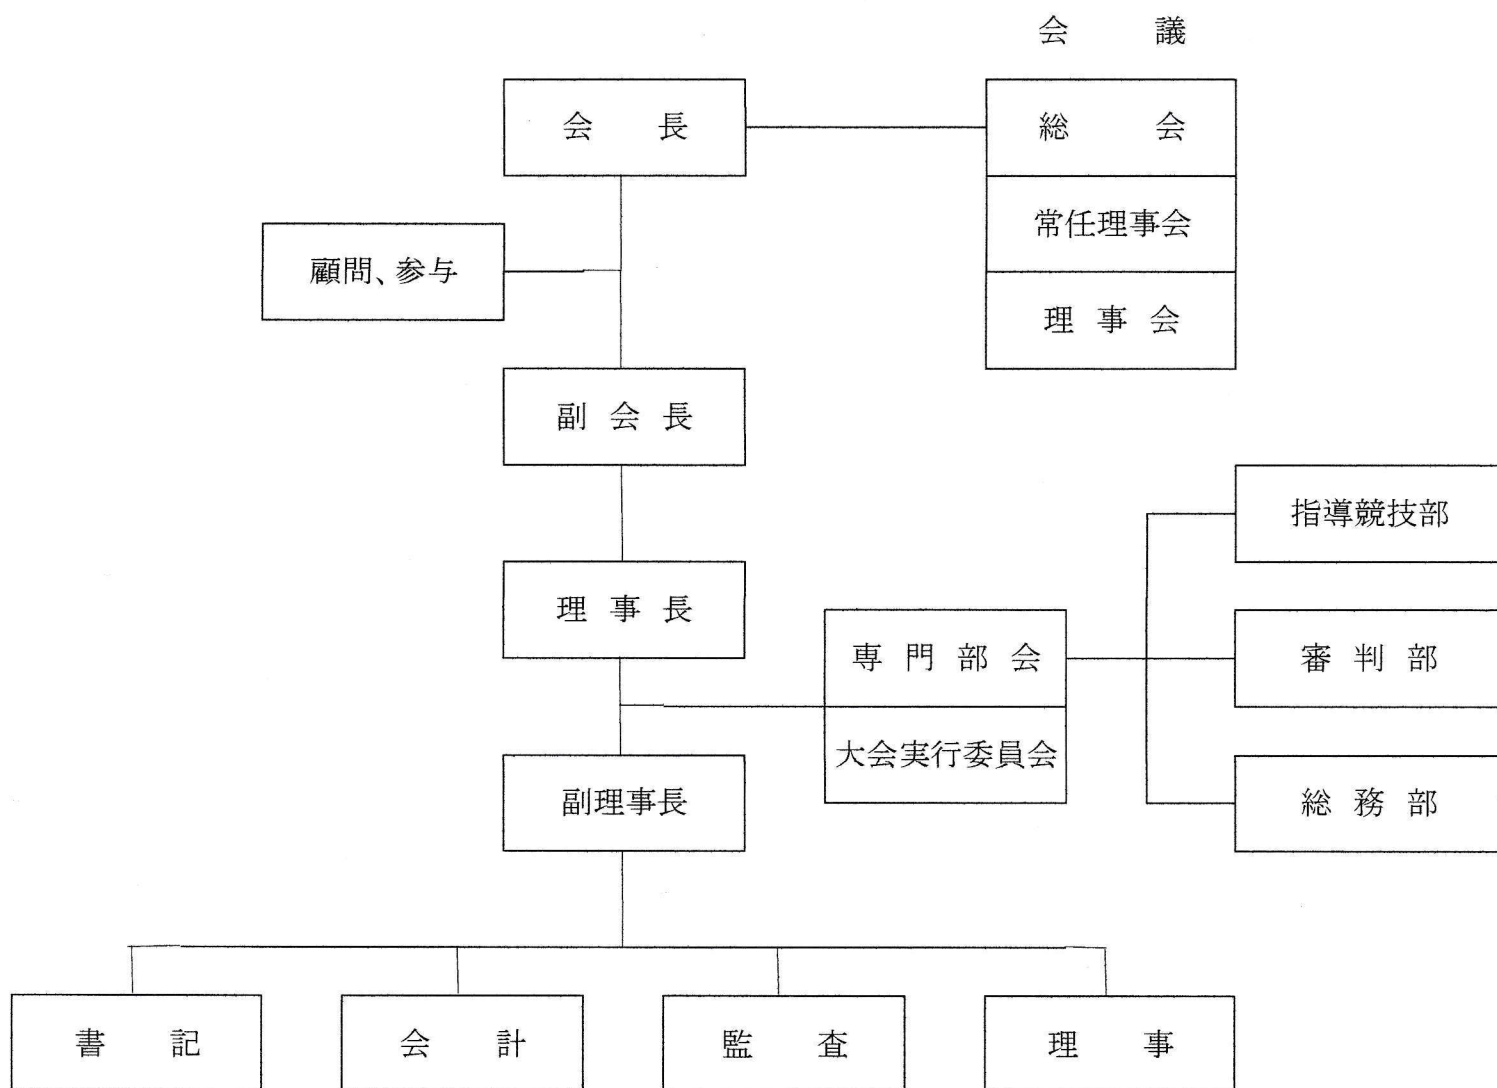 会議
会長
総会
常任理事会
顧問、参与
理事会
副会長
指導競技部
理事長
専門部会
審判部
大会実行委員会
副理事長
総務部
書記
会計
監査
理事